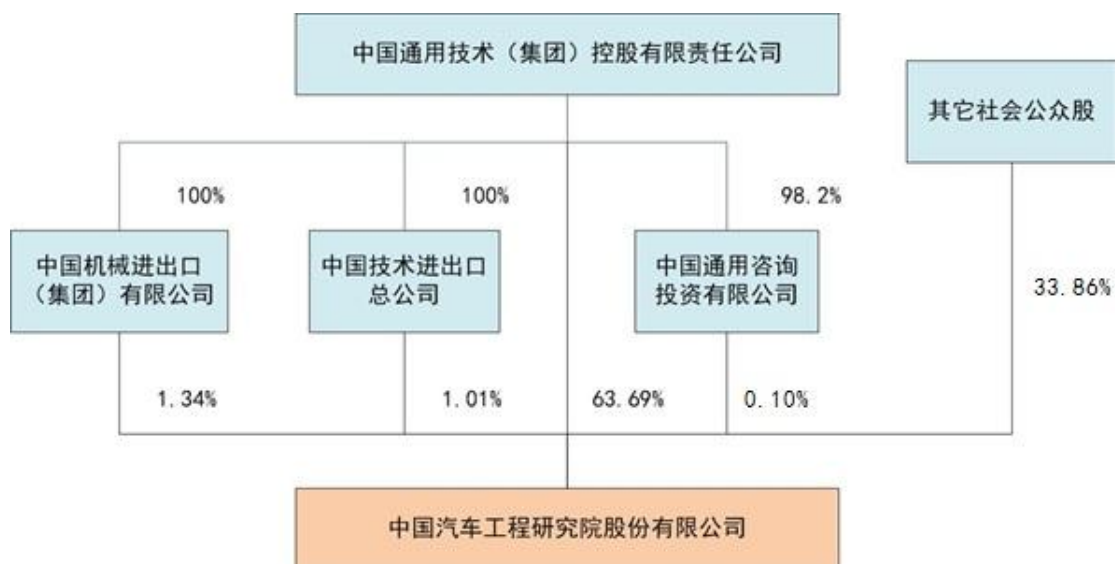 中国通用技术（集团）控股有限责任公司
其它社会公众股
100%
100%
98.2%
中国机械进出口
（集团）有限公司
中国技术进出口
总公司
中国通用咨询
投资有限公司
33.86%
1.34%
1.01%
63.69%
0.10%
中国汽车工程研究院股份有限公司